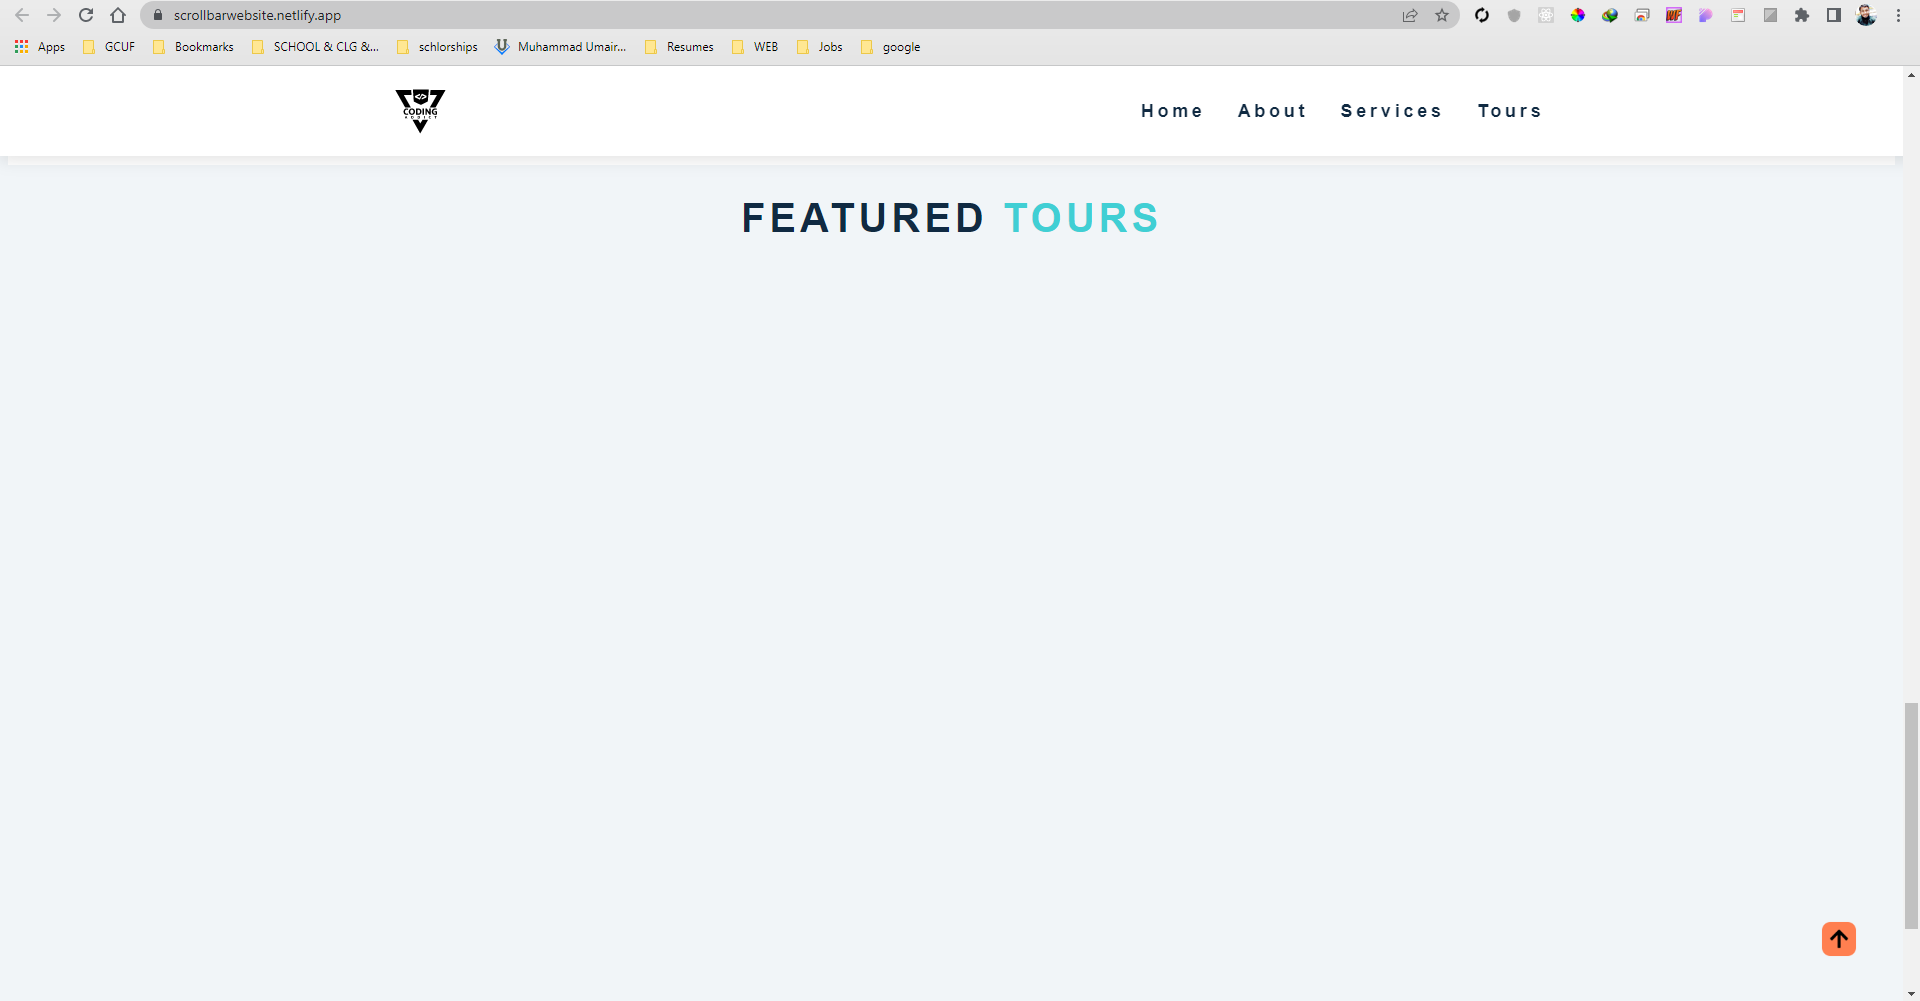 scrollbarwebsite.netlify.app
Apps GCUF Bookmarks SCHOOL & CLG &... schlorships Muhammad Umair... Resumes WEB Jobs google
CODING
ADDICT
Home About Services Tours
FEATURED TOURS